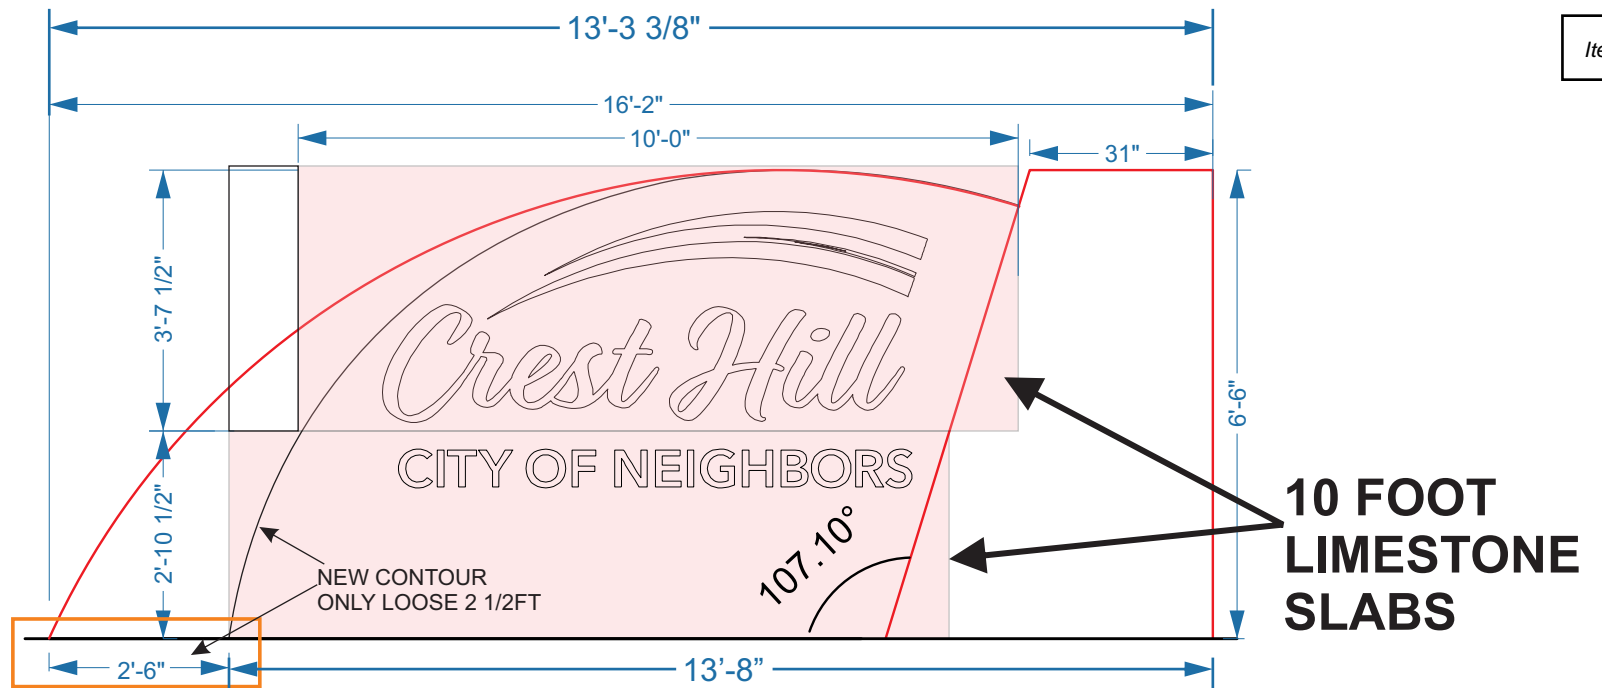 13'-3 3/8"
16'-2"
10'-0"
31"
3'-7 1/2"
2'-10 1/2"
6'-6"
Crest Hill
CITY OF NEIGHBORS
107.10°
NEW CONTOUR
ONLY LOOSE 2 1/2FT
10 FOOT
LIMESTONE
SLABS
2'-6"
13’-8”